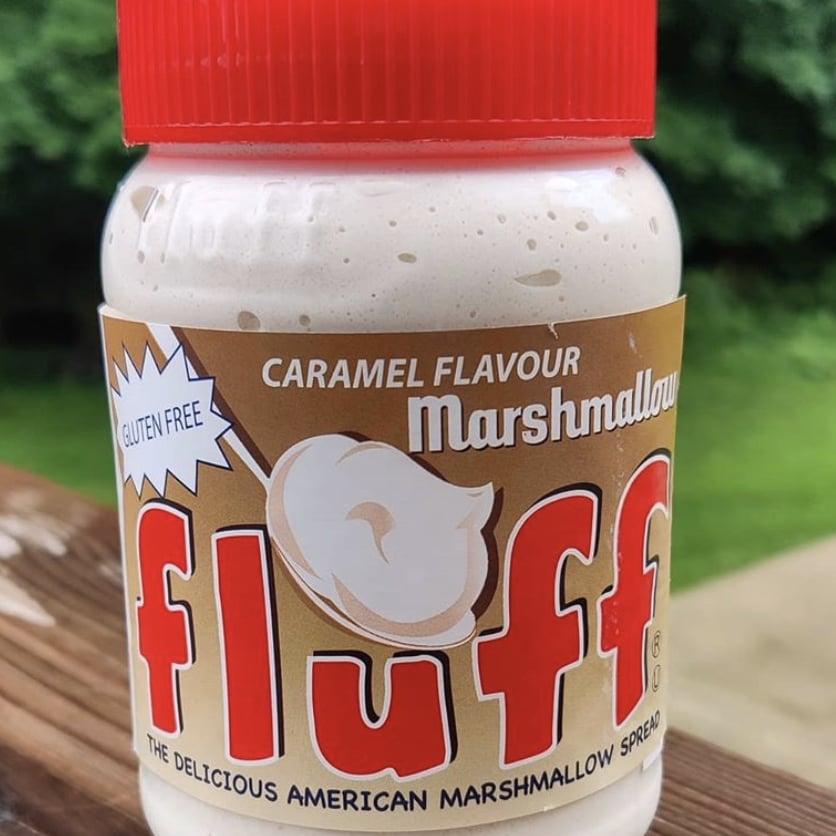 CARAMEL FLAVOUR
Marshmallow
GLUTEN FREE
fluff
®
THE DELICIOUS AMERICAN MARSHMALLOW SPREAD